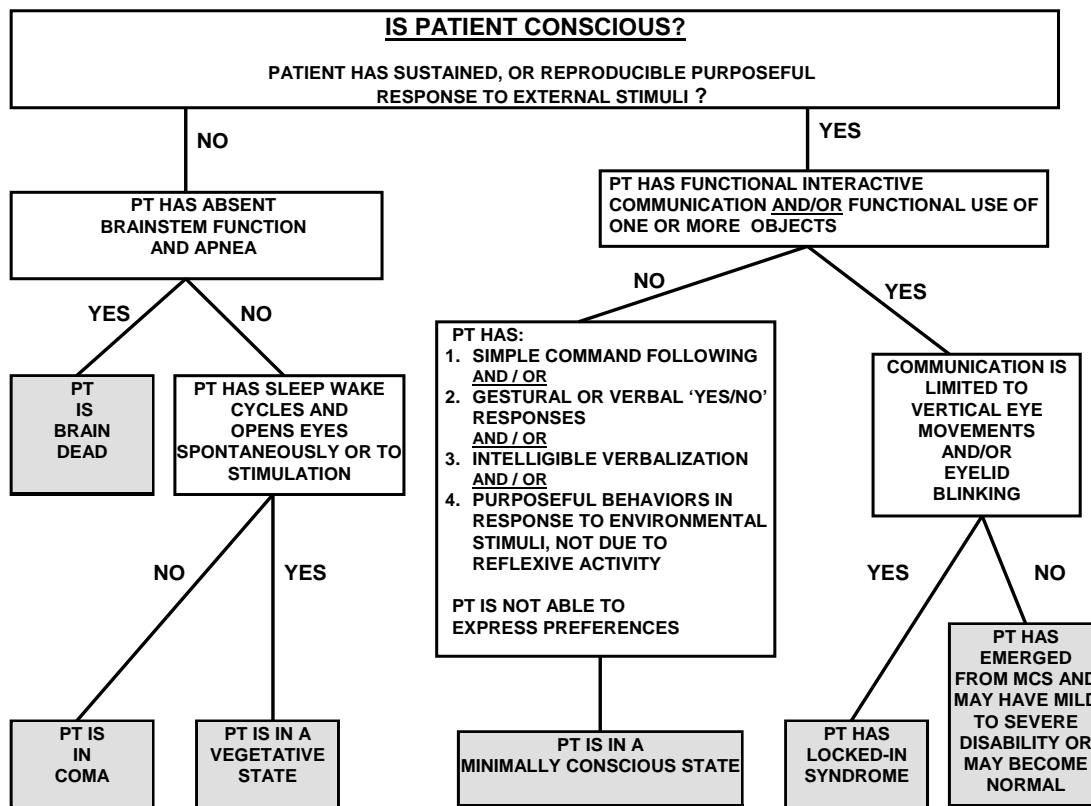 IS PATIENT CONSCIOUS?
PATIENT HAS SUSTAINED, OR REPRODUCIBLE PURPOSEFUL
RESPONSE TO EXTERNAL STIMULI ?
NO
YES
PT HAS ABSENT
BRAINSTEM FUNCTION
AND APNEA
PT HAS FUNCTIONAL INTERACTIVE
COMMUNICATION AND/OR FUNCTIONAL USE OF
ONE OR MORE OBJECTS
YES
NO
NO
YES
PT
IS
BRAIN
DEAD
PT HAS SLEEP WAKE
CYCLES AND
OPENS EYES
SPONTANEOUSLY OR TO
STIMULATION
PT HAS:
1. SIMPLE COMMAND FOLLOWING
AND / OR
2. GESTURAL OR VERBAL ‘YES/NO’
RESPONSES
AND / OR
3. INTELLIGIBLE VERBALIZATION
AND / OR
4. PURPOSEFUL BEHAVIORS IN
RESPONSE TO ENVIRONMENTAL
STIMULI, NOT DUE TO
REFLEXIVE ACTIVITY
PT IS NOT ABLE TO
EXPRESS PREFERENCES
COMMUNICATION IS
LIMITED TO
VERTICAL EYE
MOVEMENTS
AND/OR
EYELID
BLINKING
NO
YES
YES
NO
PT IS
IN
COMA
PT IS IN A
VEGETATIVE
STATE
PT IS IN A
MINIMALLY CONSCIOUS STATE
PT HAS
LOCKED-IN
SYNDROME
PT HAS
EMERGED
FROM MCS AND
MAY HAVE MILD
TO SEVERE
DISABILITY OR
MAY BECOME
NORMAL